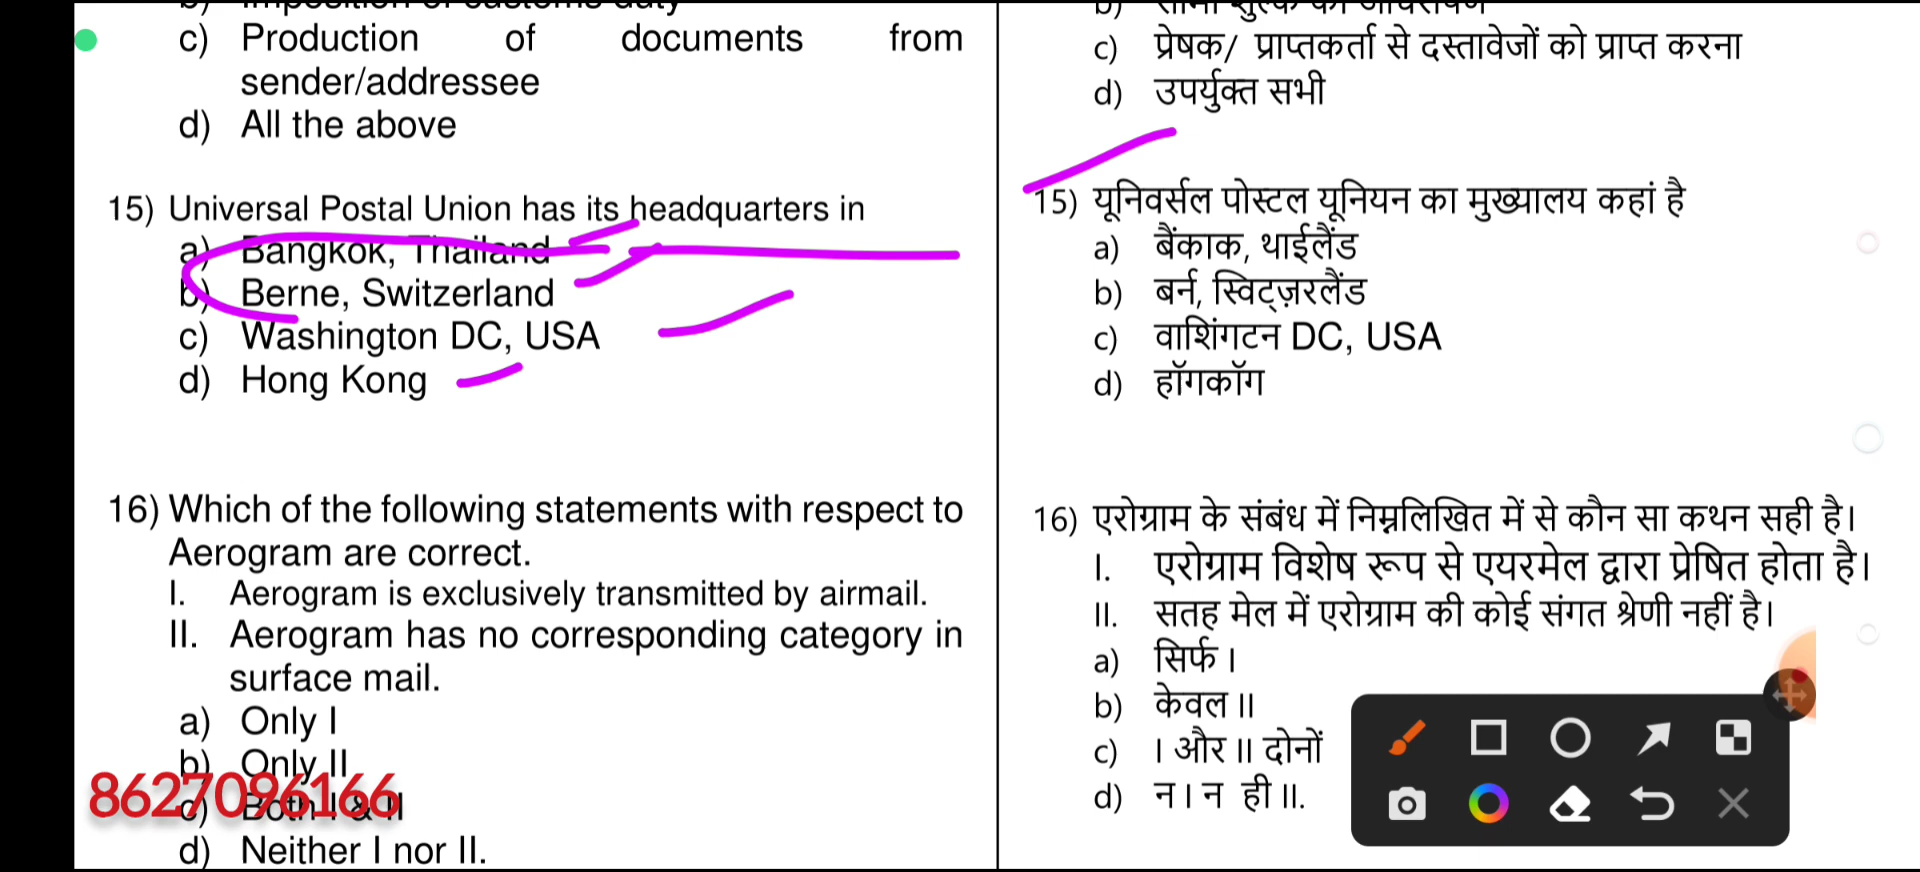 c) Production of documents from
sender/addressee
d) All the above
15) Universal Postal Union has its headquarters in
a) Bangkok, Thailand
b) Berne, Switzerland
c) Washington DC, USA
d) Hong Kong
16) Which of the following statements with respect to
Aerogram are correct.
I. Aerogram is exclusively transmitted by airmail.
II. Aerogram has no corresponding category in
surface mail.
a) Only I
b) Only II
c) Both I & II
8627096166
d) Neither I nor II.
c) प्रेषक/ प्राप्तकर्ता से दस्तावेजों को प्राप्त करना
d) उपर्युक्त सभी
15) यूनिवर्सल पोस्टल यूनियन का मुख्यालय कहां है
a) बैंकाक, थाईलैंड
b) बर्न, स्विट्ज़रलैंड
c) वाशिंगटन DC, USA
d) हॉगकॉग
16) एरोग्राम के संबंध में निम्नलिखित में से कौन सा कथन सही है।
I. एरोग्राम विशेष रूप से एयरमेल द्वारा प्रेषित होता है।
II. सतह मेल में एरोग्राम की कोई संगत श्रेणी नहीं है।
a) सिर्फ I
b) केवल II
c) I और II दोनों
d) न I न ही II.